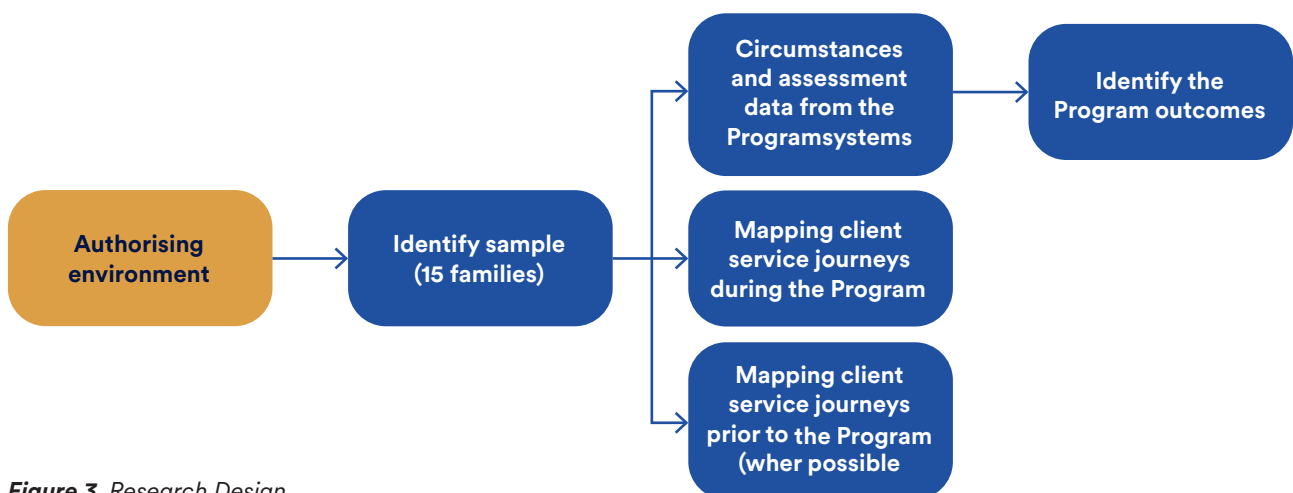 Authorising
environment
Identify sample
(15 families)
Circumstances
and assessment
data from the
Programsystems
Identify the
Program outcomes
Mapping client
service journeys
during the Program
Mapping client
service journeys
prior to the Program
(wher possible
Figure 3. Research Design